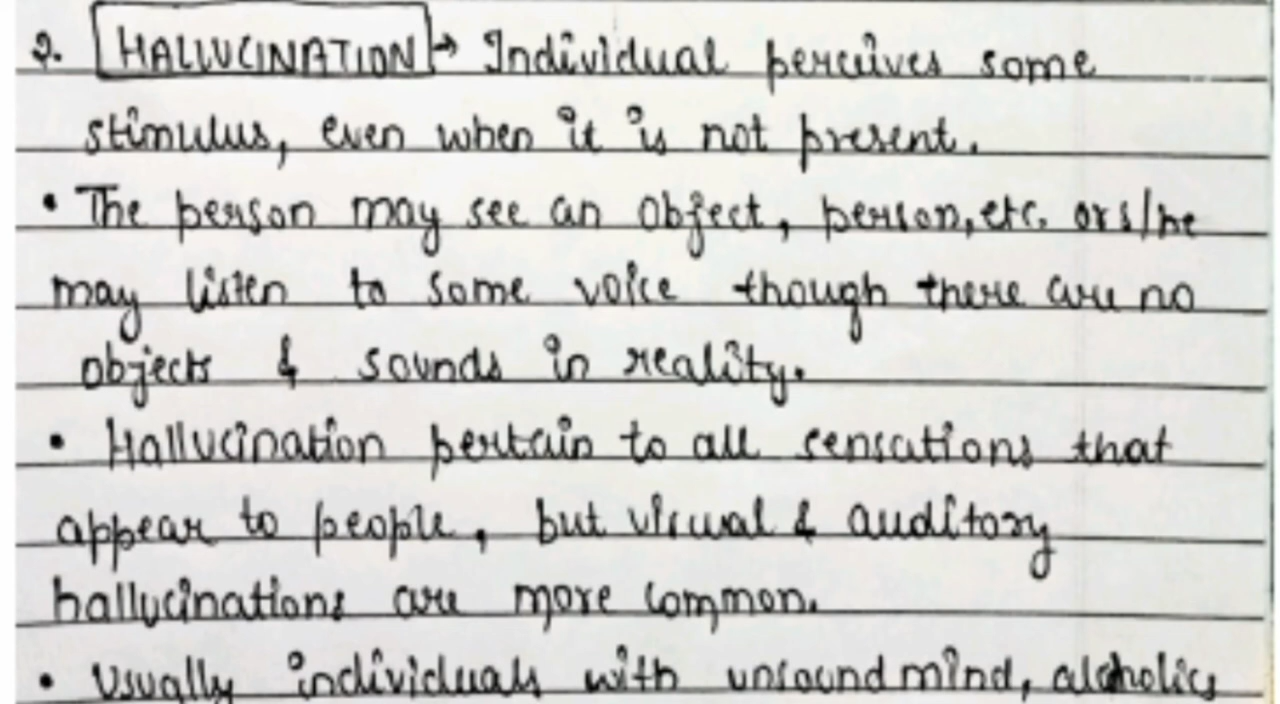 2. HALLUCINATION → Individual perceives some
stimulus, even when it is not present.
• The person may see an object, person, etc. or s/he
may listen to some voice though there are no
objects & sounds in reality.
• Hallucination pertain to all sensations that
appear to people, but visual & auditory
hallucinations are more common.
• Usually individuals with unsound mind, alcoholics